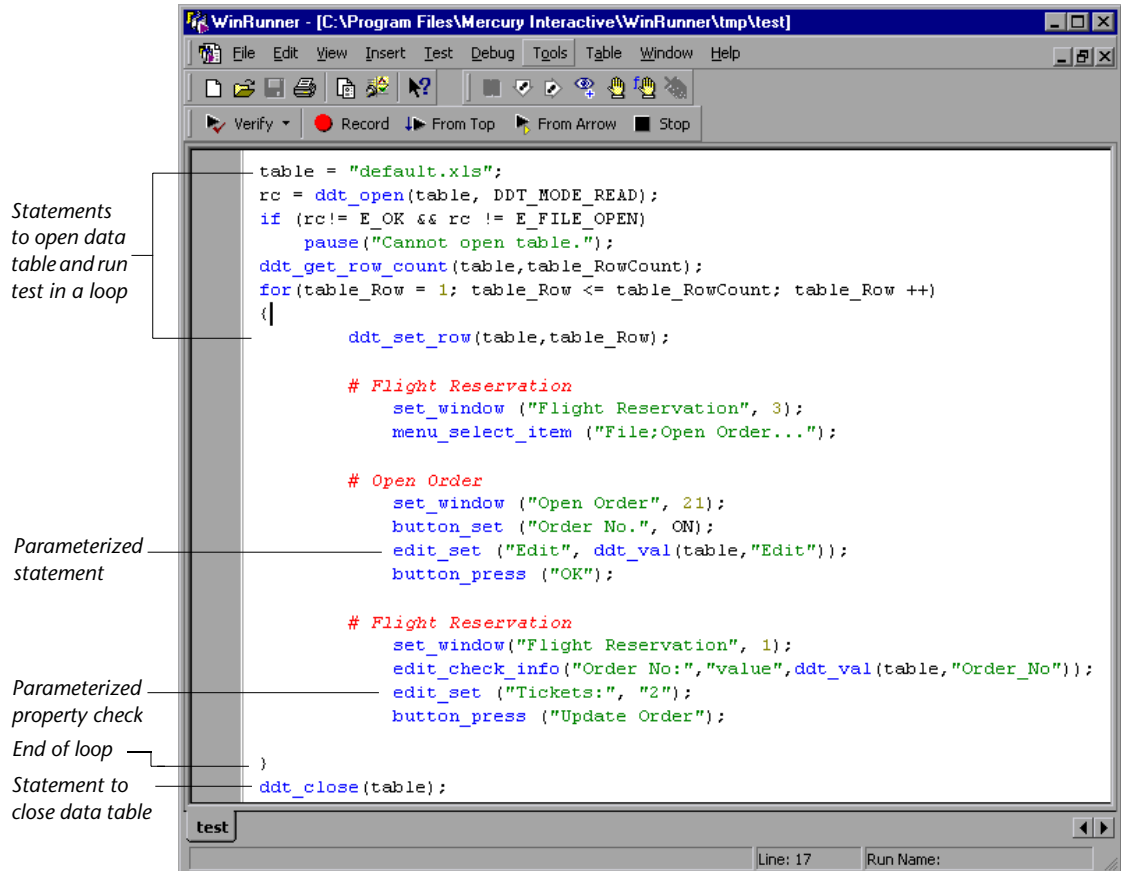 WinRunner - [C:\Program Files\Mercury Interactive\WinRunner\tmp\test]
File Edit View Insert Test Debug Tools Table Window Help
Verify Record From Top From Arrow Stop
Statements
to open data
table and run
test in a loop
table = "default.xls";
rc = ddt_open(table, DDT_MODE_READ);
if (rc!= E_OK && rc != E_FILE_OPEN)
    pause("Cannot open table.");
ddt_get_row_count(table,table_RowCount);
for(table_Row = 1; table_Row <= table_RowCount; table_Row ++)
{
        ddt_set_row(table,table_Row);
        # Flight Reservation
            set_window ("Flight Reservation", 3);
            menu_select_item ("File;Open Order...");
        # Open Order
            set_window ("Open Order", 21);
            button_set ("Order No.", ON);
Parameterized
statement
            edit_set ("Edit", ddt_val(table,"Edit"));
            button_press ("OK");
        # Flight Reservation
            set_window("Flight Reservation", 1);
            edit_check_info("Order No:","value",ddt_val(table,"Order_No"));
Parameterized
property check
            edit_set ("Tickets:", "2");
            button_press ("Update Order");
End of loop
}
Statement to
close data table
ddt_close(table);
test
Line: 17 Run Name: